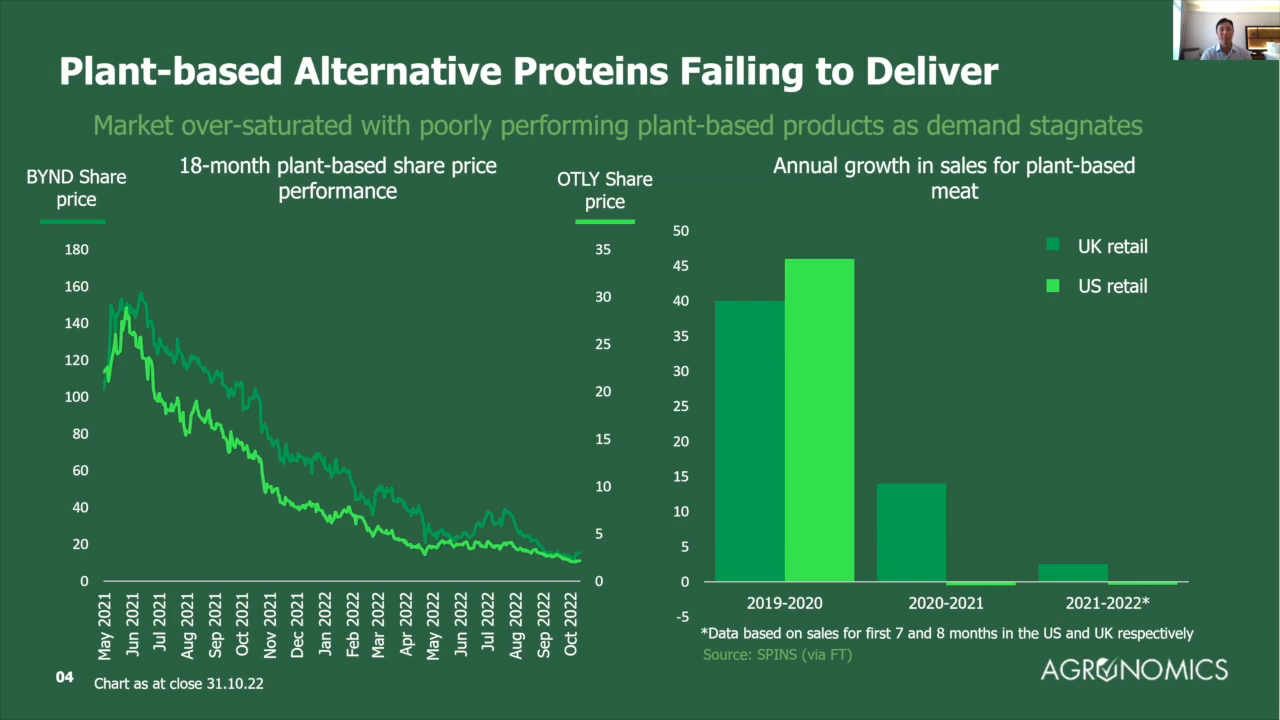 Plant-based Alternative Proteins Failing to Deliver
Market over-saturated with poorly performing plant-based products as demand stagnates
BYND Share
price
18-month plant-based share price
performance
OTLY Share
price
180
160
140
120
100
80
60
40
20
0
35
30
25
20
15
10
5
0
May 2021
Jun 2021
Jul 2021
Aug 2021
Sep 2021
Oct 2021
Nov 2021
Dec 2021
Jan 2022
Feb 2022
Mar 2022
Apr 2022
May 2022
Jun 2022
Jul 2022
Aug 2022
Sep 2022
Oct 2022
Annual growth in sales for plant-based
meat
50
45
40
35
30
25
20
15
10
5
0
-5
UK retail
US retail
2019-2020
2020-2021
2021-2022*
*Data based on sales for first 7 and 8 months in the US and UK respectively
Source: SPINS (via FT)
04
Chart as at close 31.10.22
AGRONOMICS